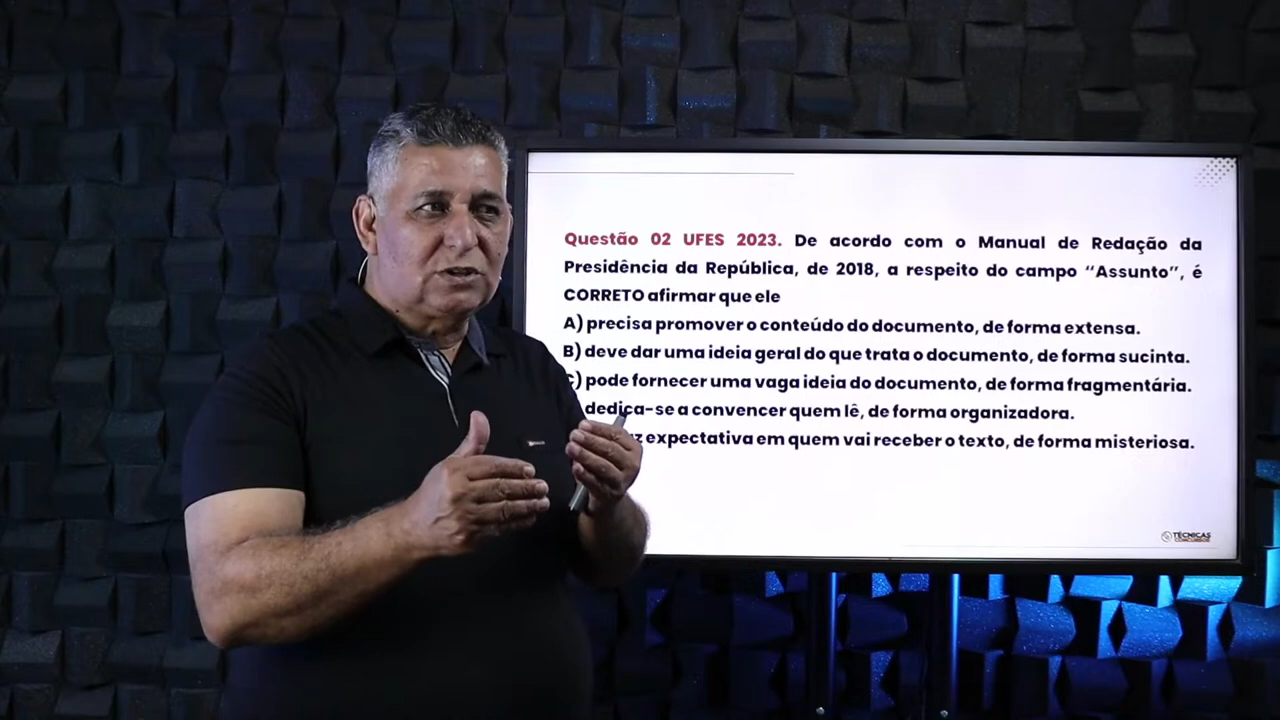 Questão 02 UFES 2023. De acordo com o Manual de Redação da
Presidência da República, de 2018, a respeito do campo “Assunto”, é
CORRETO afirmar que ele
A) precisa promover o conteúdo do documento, de forma extensa.
B) deve dar uma ideia geral do que trata o documento, de forma sucinta.
C) pode fornecer uma vaga ideia do documento, de forma fragmentária.
dedica-se a convencer quem lê, de forma organizadora.
expectativa em quem vai receber o texto, de forma misteriosa.
TÉCNICAS
CONCURSOS